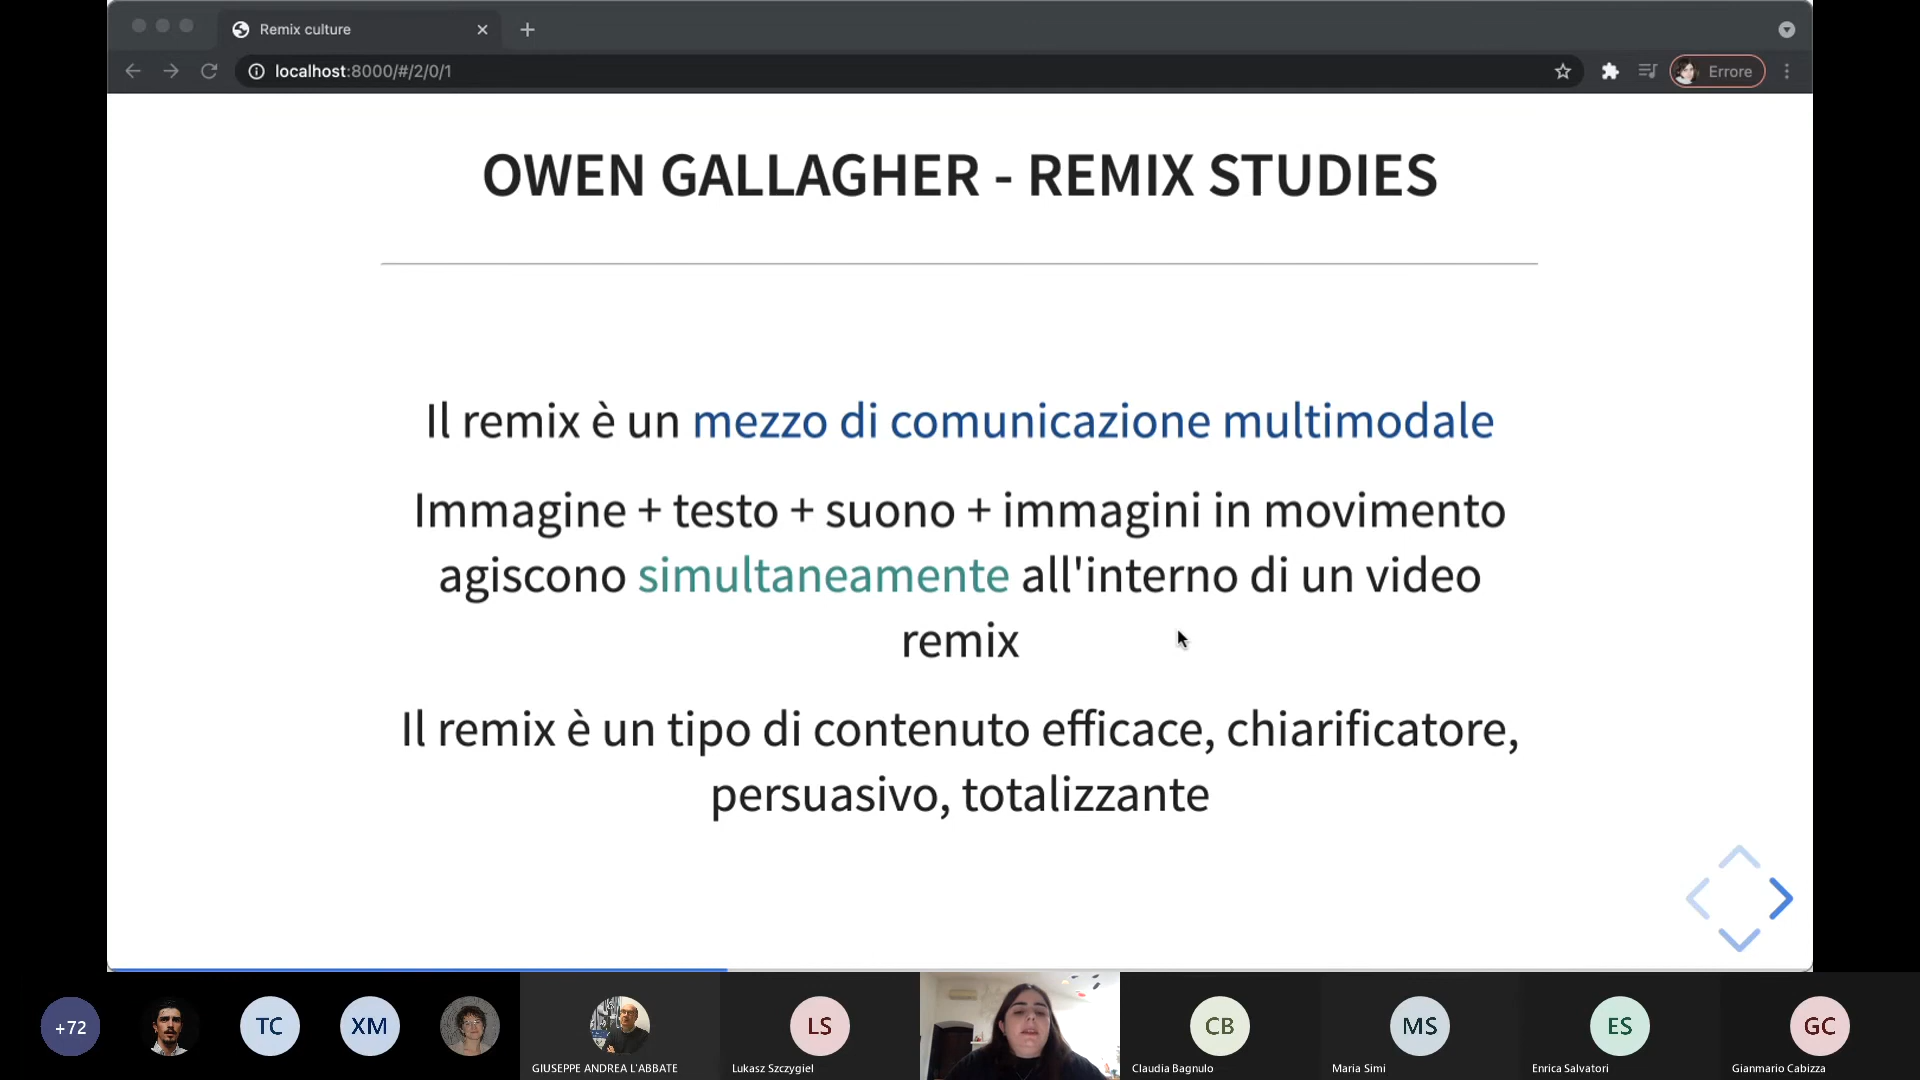 Remix culture
localhost:8000/#/2/0/1
Errore
OWEN GALLAGHER - REMIX STUDIES
Il remix è un mezzo di comunicazione multimodale
Immagine + testo + suono + immagini in movimento
agiscono simultaneamente all'interno di un video
remix
Il remix è un tipo di contenuto efficace, chiarificatore,
persuasivo, totalizzante
+72
TC
XM
LS
CB
MS
ES
GC
GIUSEPPE ANDREA L'ABBATE
Lukasz Szczygiel
Claudia Bagnulo
Maria Simi
Enrica Salvatori
Gianmario Cabizza